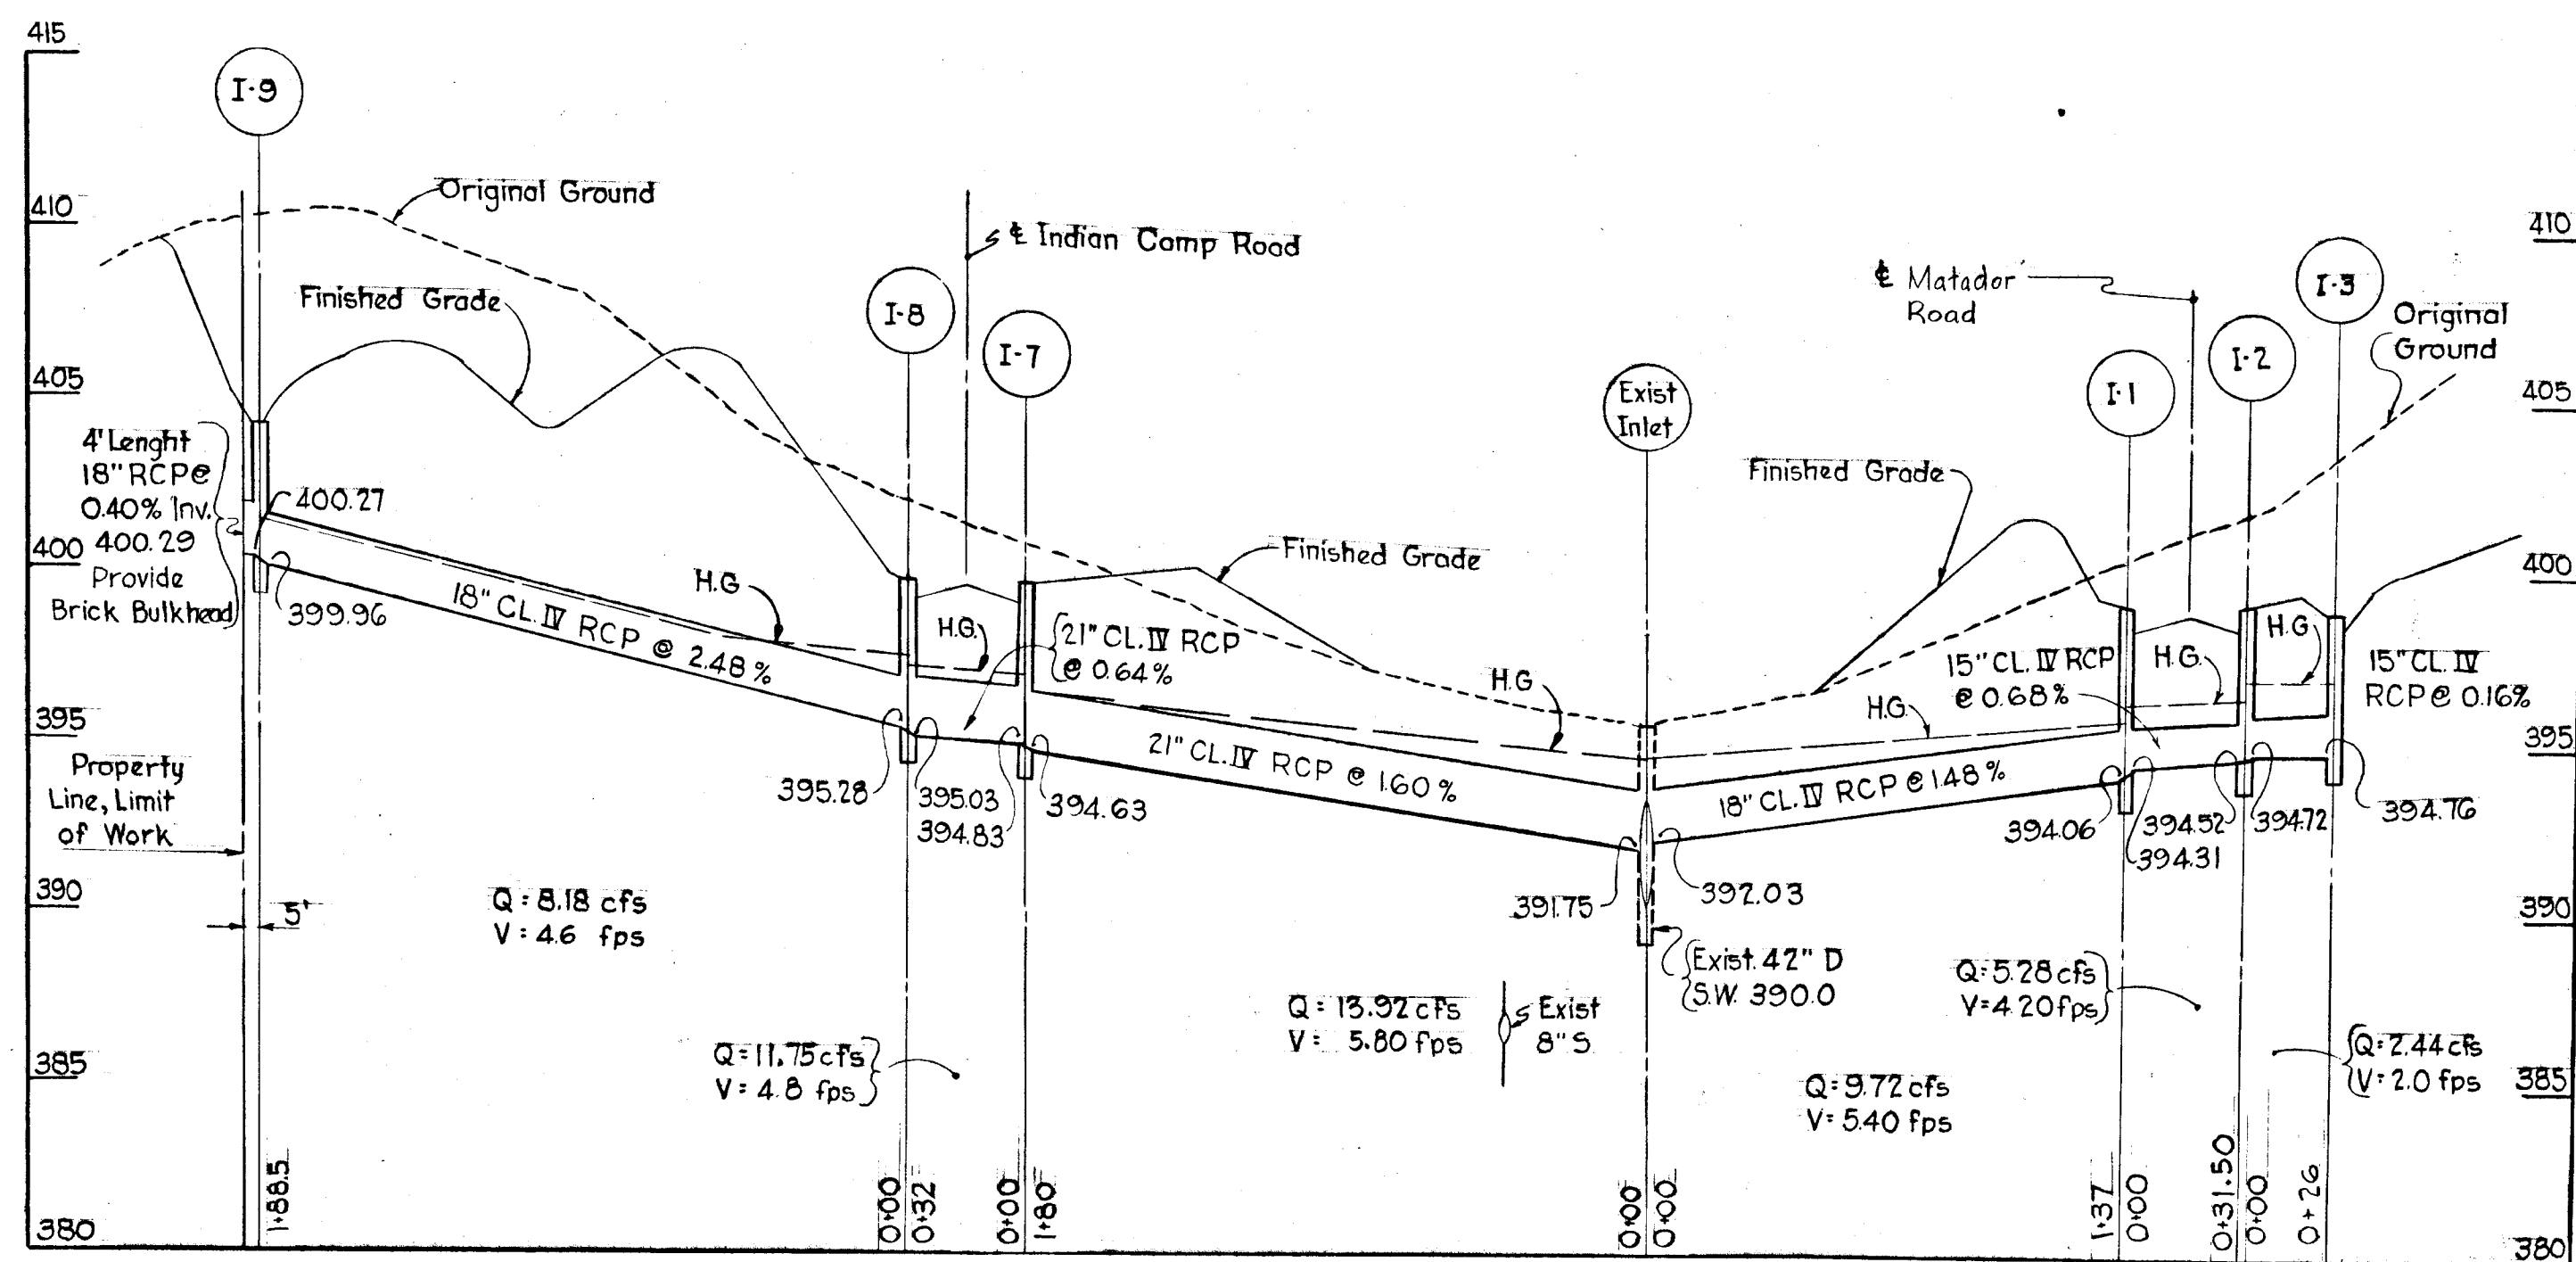 415
410
405
400
395
390
385
380
I-9
Original Ground
Finished Grade
℄ Indian Camp Road
I-8
I-7
4' Lenght
18" RCP @
0.40% Inv.
400.29
Provide
Brick Bulkhead
400.27
399.96
H.G
18" CL. IV RCP @ 2.48%
H.G.
21" CL. IV RCP
@ 0.64%
Finished Grade
395.28
395.03
394.83
394.63
Property
Line, Limit
of Work
5'
Q = 8.18 cfs
V = 4.6 fps
Q = 11.75 cfs
V = 4.8 fps
21" CL. IV RCP @ 1.60%
H.G
Exist
Inlet
391.75
392.03
Exist. 42" D
S.W. 390.0
Q = 13.92 cfs
V = 5.80 fps
Exist
8" S
Finished Grade
℄ Matador
Road
I-1
I-2
I-3
Original
Ground
H.G.
18" CL. IV RCP @ 1.48%
15" CL. IV RCP
@ 0.68%
H.G.
H.G
15" CL. IV
RCP @ 0.16%
394.06
394.31
394.52
394.72
394.76
Q = 5.28 cfs
V = 4.20 fps
Q = 9.72 cfs
V = 5.40 fps
Q = 2.44 cfs
V = 2.0 fps
1+88.5
0+00
0+32
0+00
1+80
0+00
0+00
1+37
0+00
0+31.50
0+00
0+26
410
405
400
395
390
385
380